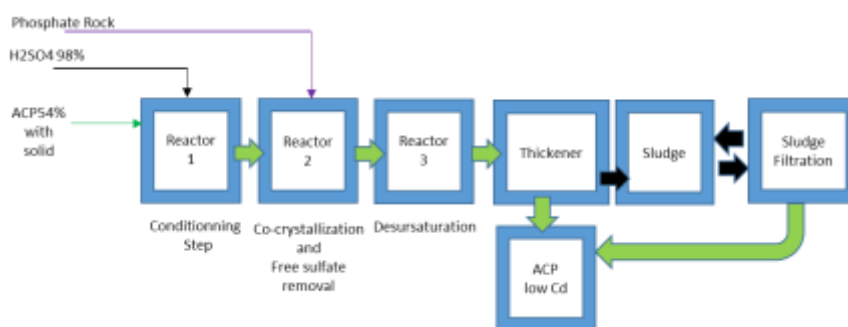 Phosphate Rock
H2SO4 98%
ACP54%
with
solid
Reactor
1
Reactor
2
Reactor
3
Thickener
Sludge
Sludge
Filtration
Conditionning
Step
Co-crystallization
and
Free sulfate
removal
Desursaturation
ACP
low Cd